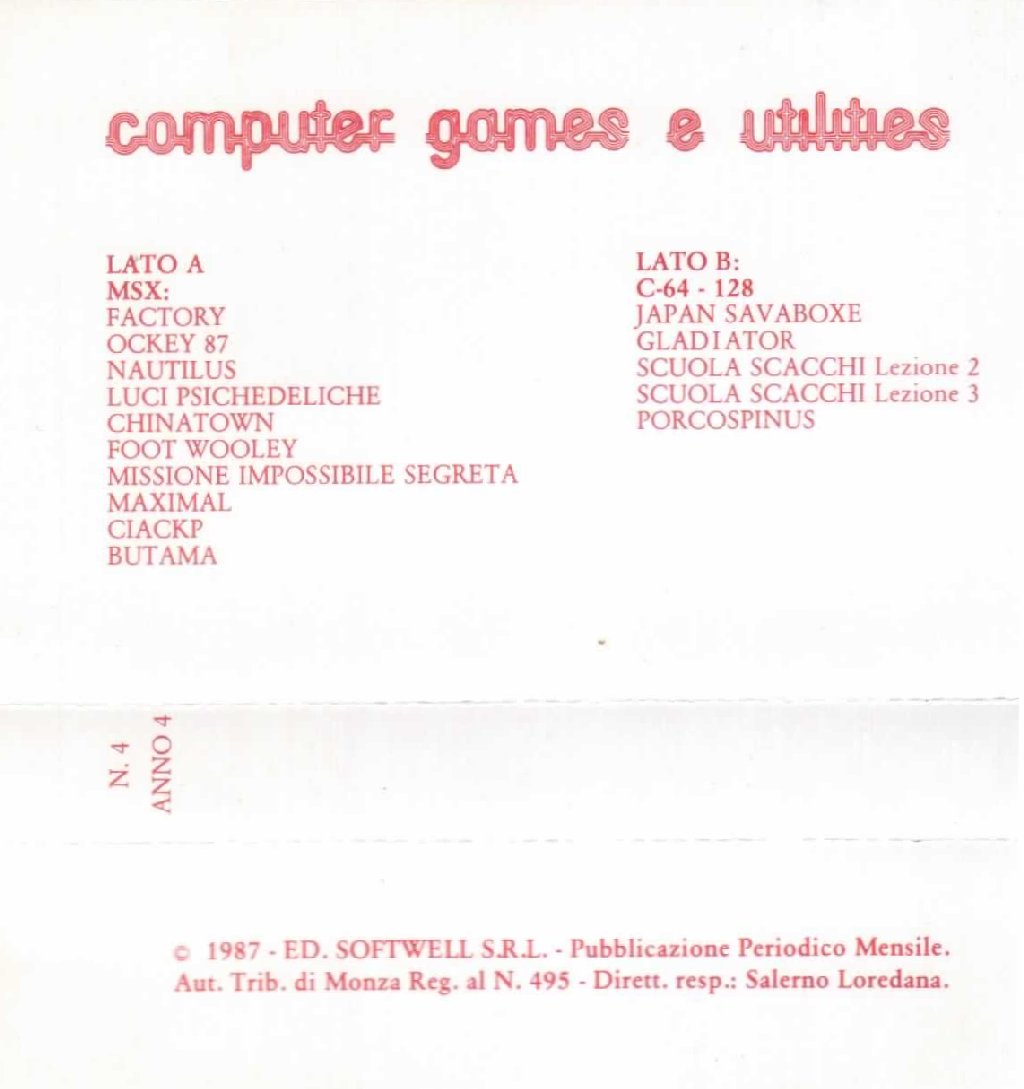 computer games e utilities
LATO A
MSX:
FACTORY
OCKEY 87
NAUTILUS
LUCI PSICHEDELICHE
CHINATOWN
FOOT WOOLEY
MISSIONE IMPOSSIBILE SEGRETA
MAXIMAL
CIACKP
BUTAMA
LATO B:
C-64 - 128
JAPAN SAVABOXE
GLADIATOR
SCUOLA SCACCHI Lezione 2
SCUOLA SCACCHI Lezione 3
PORCOSPINUS
N. 4
ANNO 4
© 1987 - ED. SOFTWELL S.R.L. - Pubblicazione Periodico Mensile.
Aut. Trib. di Monza Reg. al N. 495 - Dirett. resp.: Salerno Loredana.